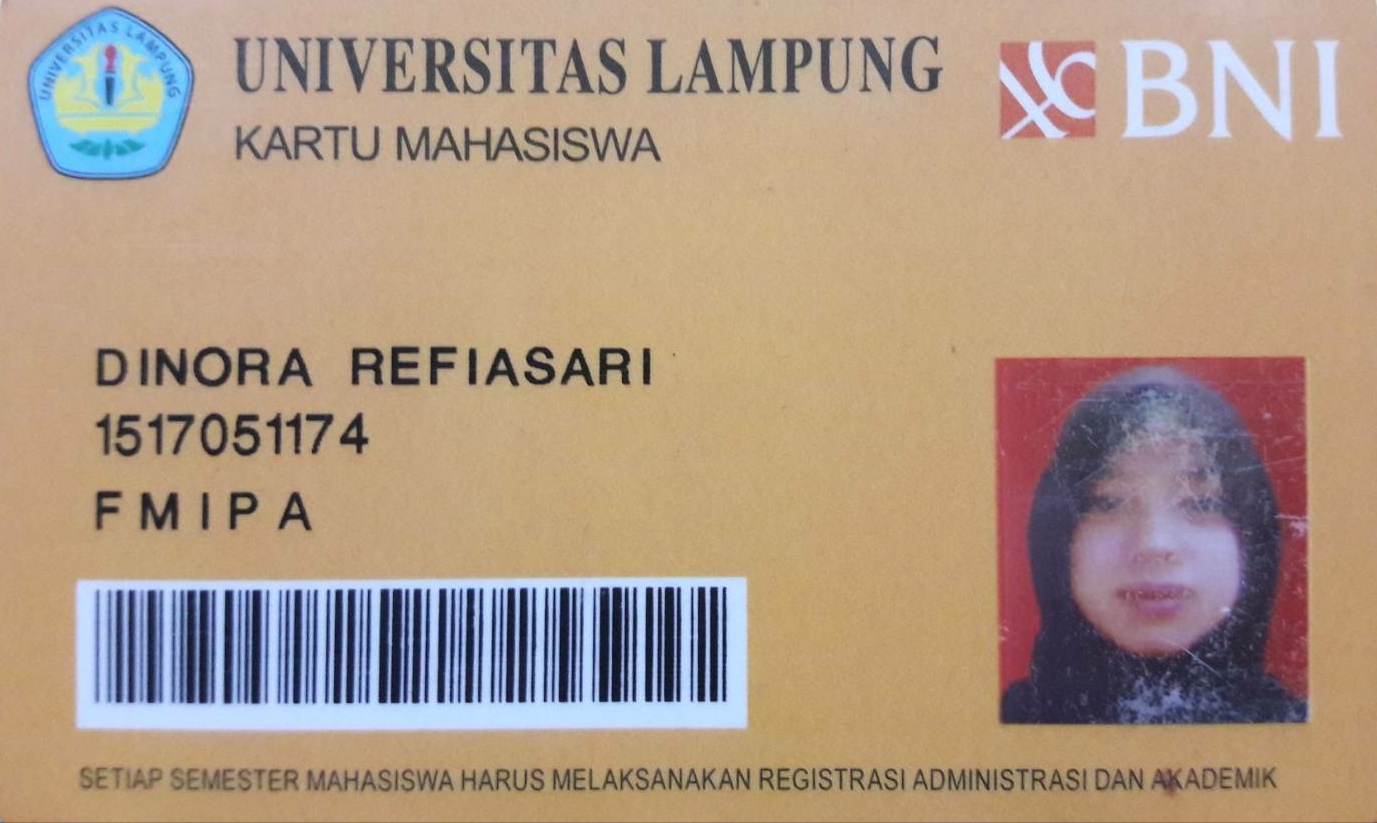 UNIVERSITAS LAMPUNG
UNIVERSITAS LAMPUNG
KARTU MAHASISWA
BNI
DINORA REFIASARI
1517051174
FMIPA
SETIAP SEMESTER MAHASISWA HARUS MELAKSANAKAN REGISTRASI ADMINISTRASI DAN AKADEMIK